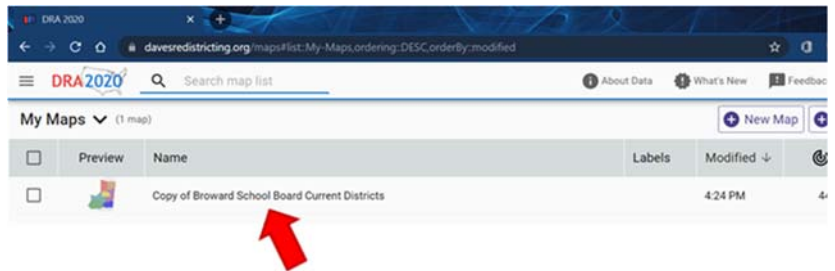 DRA 2020
davesredistricting.org/maps#list::My-Maps,ordering::DESC,orderBy::modified
DRA2020 Search map list About Data What's New Feedbac
My Maps (1 map) New Map
Preview Name Labels Modified
Copy of Broward School Board Current Districts 4:24 PM